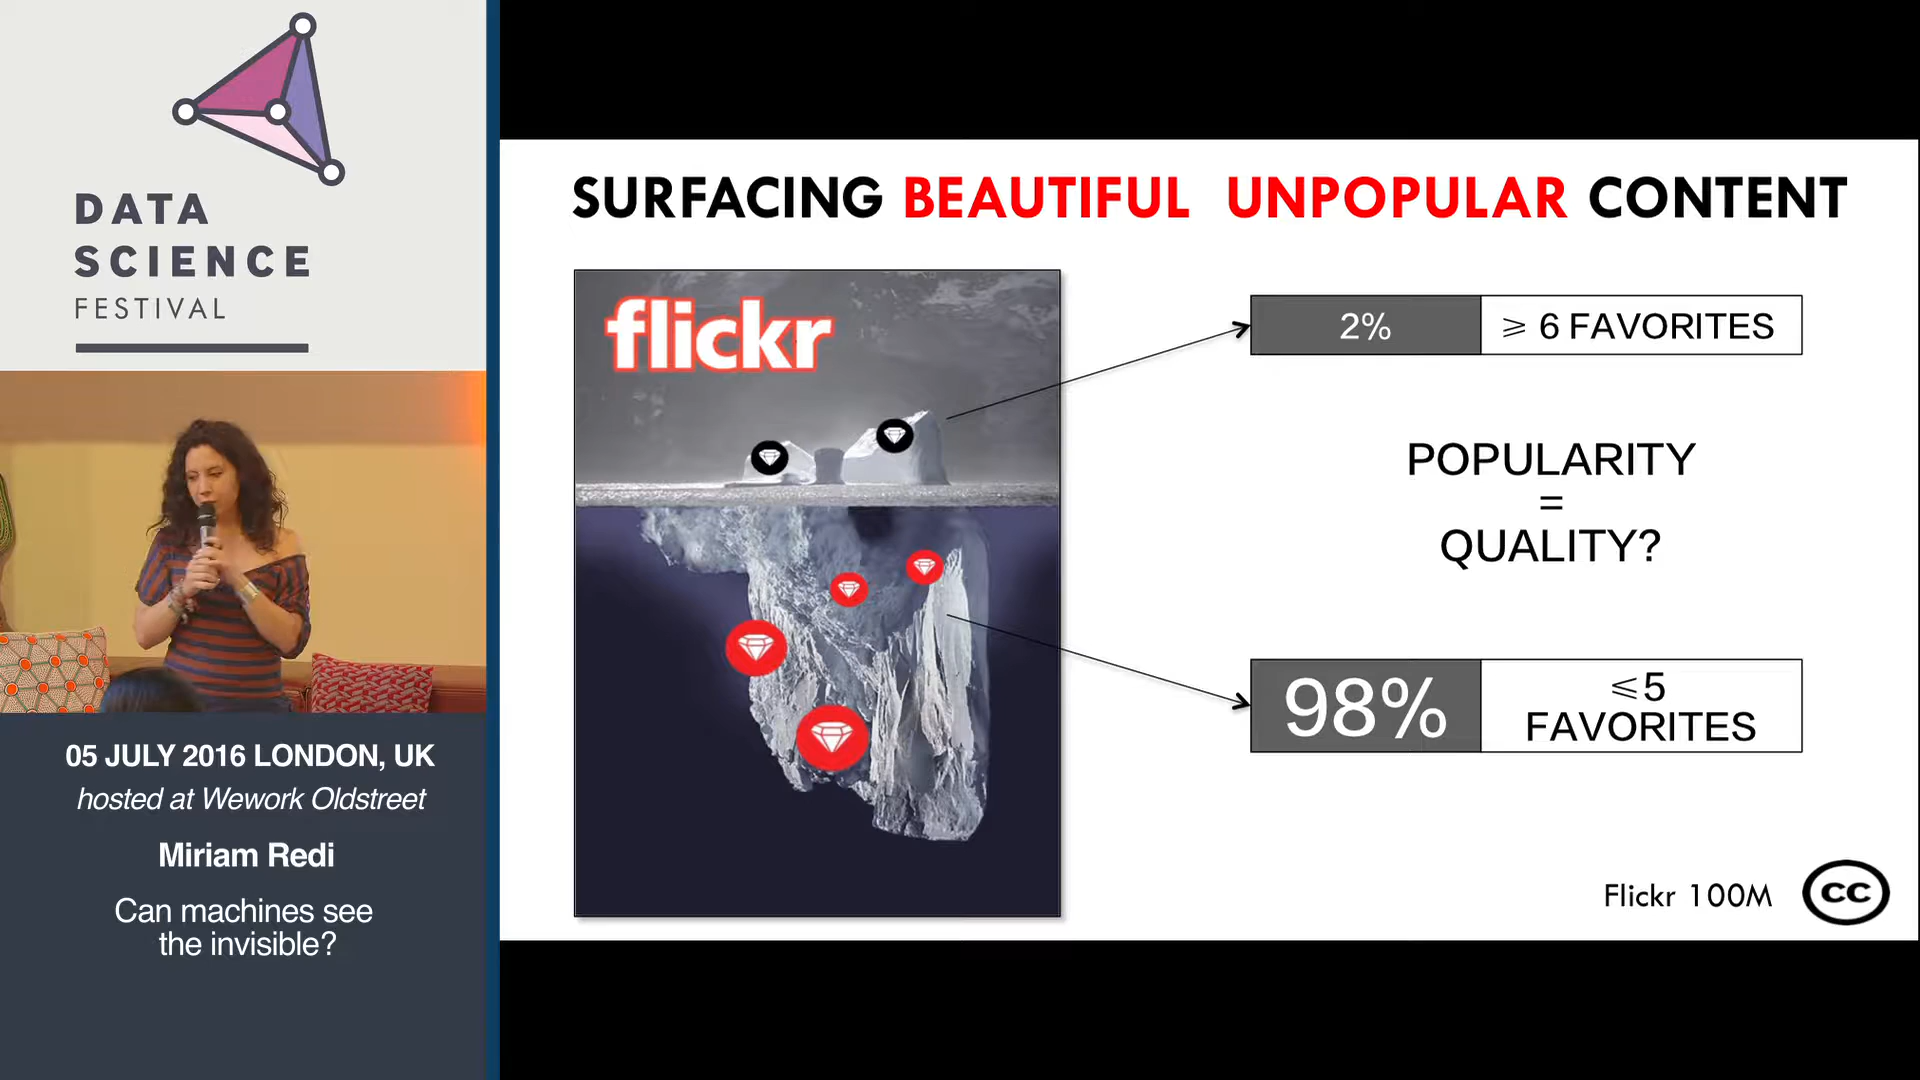 DATA
SCIENCE
FESTIVAL
05 JULY 2016 LONDON, UK
hosted at Wework Oldstreet
Miriam Redi
Can machines see
the invisible?
SURFACING BEAUTIFUL UNPOPULAR CONTENT
flickr
2% ⩾ 6 FAVORITES
POPULARITY
=
QUALITY?
98% ⩽5
FAVORITES
Flickr 100M
cc